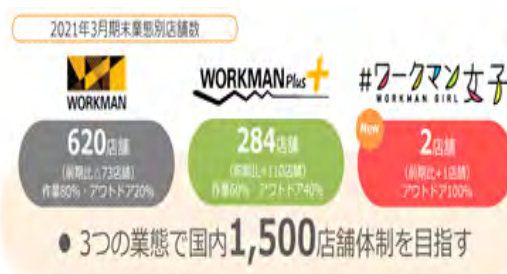 2021年3月期末業態別店舗数
WORKMAN
WORKMAN Plus+
#ワークマン女子
WORKMAN GIRL
New
620店舗
(前期比△73店舗)
作業80%・アウトドア20%
284店舗
(前期比+110店舗)
作業60%・アウトドア40%
2店舗
(前期比+1店舗)
アウトドア100%
● 3つの業態で国内1,500店舗体制を目指す